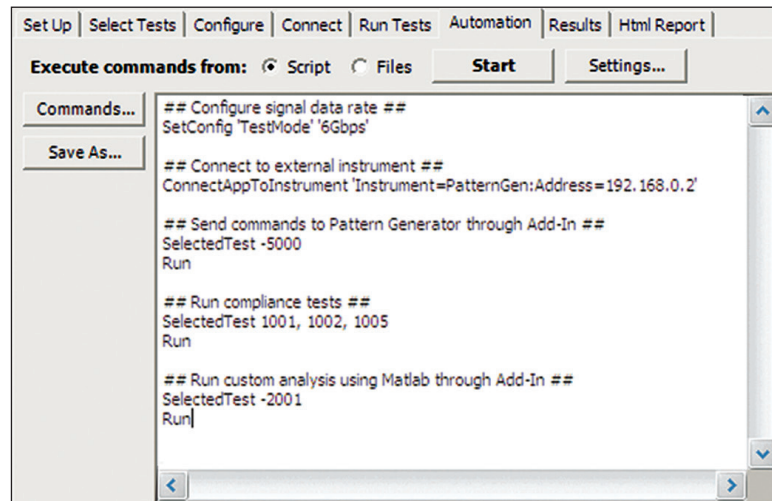 Set Up Select Tests Configure Connect Run Tests Automation Results Html Report
Execute commands from: Script Files Start Settings...
Commands...
Save As...
## Configure signal data rate ##
SetConfig 'TestMode' '6Gbps'
## Connect to external instrument ##
ConnectAppToInstrument 'Instrument=PatternGen:Address=192.168.0.2'
## Send commands to Pattern Generator through Add-In ##
SelectedTest -5000
Run
## Run compliance tests ##
SelectedTest 1001, 1002, 1005
Run
## Run custom analysis using Matlab through Add-In ##
SelectedTest -2001
Run